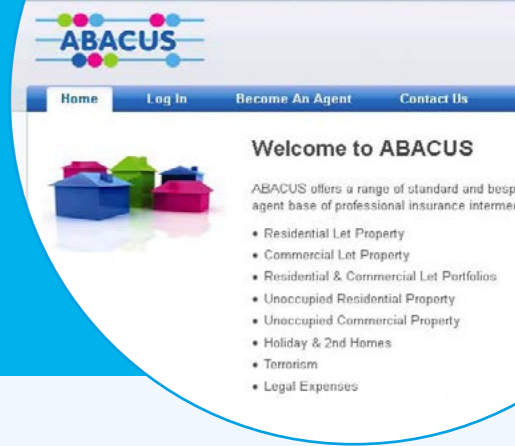 ABACUS
Home Log In Become An Agent Contact Us
Welcome to ABACUS
ABACUS offers a range of standard and
agent base of professional insurance
• Residential Let Property
• Commercial Let Property
• Residential & Commercial Let Portfolios
• Unoccupied Residential Property
• Unoccupied Commercial Property
• Holiday & 2nd Homes
• Terrorism
• Legal Expenses